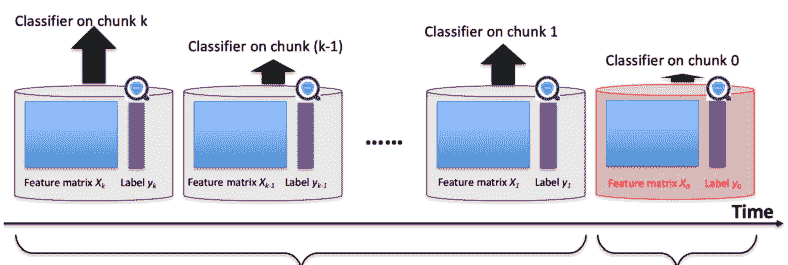 Classifier on chunk k
Classifier on chunk (k-1)
Classifier on chunk 1
Classifier on chunk 0
Feature matrix Xk Label yk
Feature matrix Xk-1 Label yk-1
......
Feature matrix X1 Label y1
Feature matrix X0 Label y0
Time